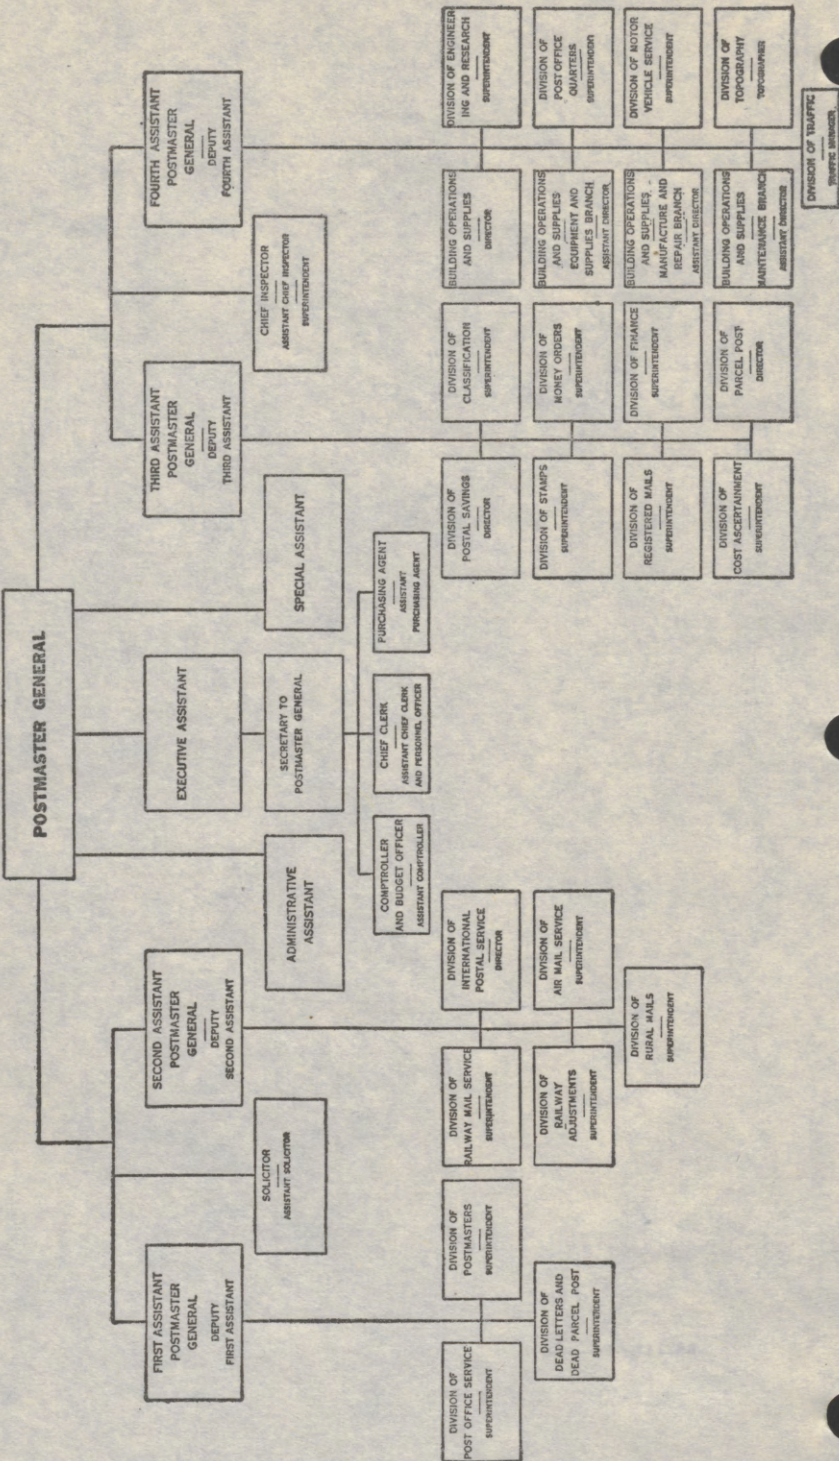 POSTMASTER GENERAL
FIRST ASSISTANT
POSTMASTER
GENERAL
DEPUTY
FIRST ASSISTANT
SECOND ASSISTANT
POSTMASTER
GENERAL
DEPUTY
SECOND ASSISTANT
EXECUTIVE ASSISTANT
THIRD ASSISTANT
POSTMASTER
GENERAL
DEPUTY
THIRD ASSISTANT
FOURTH ASSISTANT
POSTMASTER
GENERAL
DEPUTY
FOURTH ASSISTANT
SOLICITOR
ASSISTANT SOLICITOR
ADMINISTRATIVE
ASSISTANT
SECRETARY TO
POSTMASTER GENERAL
SPECIAL ASSISTANT
CHIEF INSPECTOR
ASSISTANT CHIEF INSPECTOR
SUPERINTENDENT
COMPTROLLER
AND BUDGET OFFICER
ASSISTANT COMPTROLLER
CHIEF CLERK
ASSISTANT CHIEF CLERK
AND PERSONNEL OFFICER
PURCHASING AGENT
ASSISTANT
PURCHASING AGENT
DIVISION OF
POST OFFICE SERVICE
SUPERINTENDENT
DIVISION OF
POSTMASTERS
SUPERINTENDENT
DIVISION OF
DEAD LETTERS AND
DEAD PARCEL POST
SUPERINTENDENT
DIVISION OF
RAILWAY MAIL SERVICE
SUPERINTENDENT
DIVISION OF
INTERNATIONAL
POSTAL SERVICE
DIRECTOR
DIVISION OF
RAILWAY
ADJUSTMENTS
SUPERINTENDENT
DIVISION OF
AIR MAIL SERVICE
SUPERINTENDENT
DIVISION OF
RURAL MAILS
SUPERINTENDENT
DIVISION OF
POSTAL SAVINGS
DIRECTOR
DIVISION OF
CLASSIFICATION
SUPERINTENDENT
DIVISION OF STAMPS
SUPERINTENDENT
DIVISION OF
MONEY ORDERS
SUPERINTENDENT
DIVISION OF
REGISTERED MAILS
SUPERINTENDENT
DIVISION OF FINANCE
SUPERINTENDENT
DIVISION OF
COST ASCERTAINMENT
SUPERINTENDENT
DIVISION OF
PARCEL POST
DIRECTOR
BUILDING OPERATIONS
AND SUPPLIES
DIRECTOR
DIVISION OF ENGINEER
ING AND RESEARCH
SUPERINTENDENT
BUILDING OPERATIONS
AND SUPPLIES
EQUIPMENT AND
SUPPLIES BRANCH
ASSISTANT DIRECTOR
DIVISION OF
POST OFFICE
QUARTERS
SUPERINTENDENT
BUILDING OPERATIONS
AND SUPPLIES -
MANUFACTURE AND
REPAIR BRANCH
ASSISTANT DIRECTOR
DIVISION OF MOTOR
VEHICLE SERVICE
SUPERINTENDENT
BUILDING OPERATIONS
AND SUPPLIES
MAINTENANCE BRANCH
ASSISTANT DIRECTOR
DIVISION OF
TOPOGRAPHY
TOPOGRAPHER
DIVISION OF TRAFFIC
TRAFFIC MANAGER